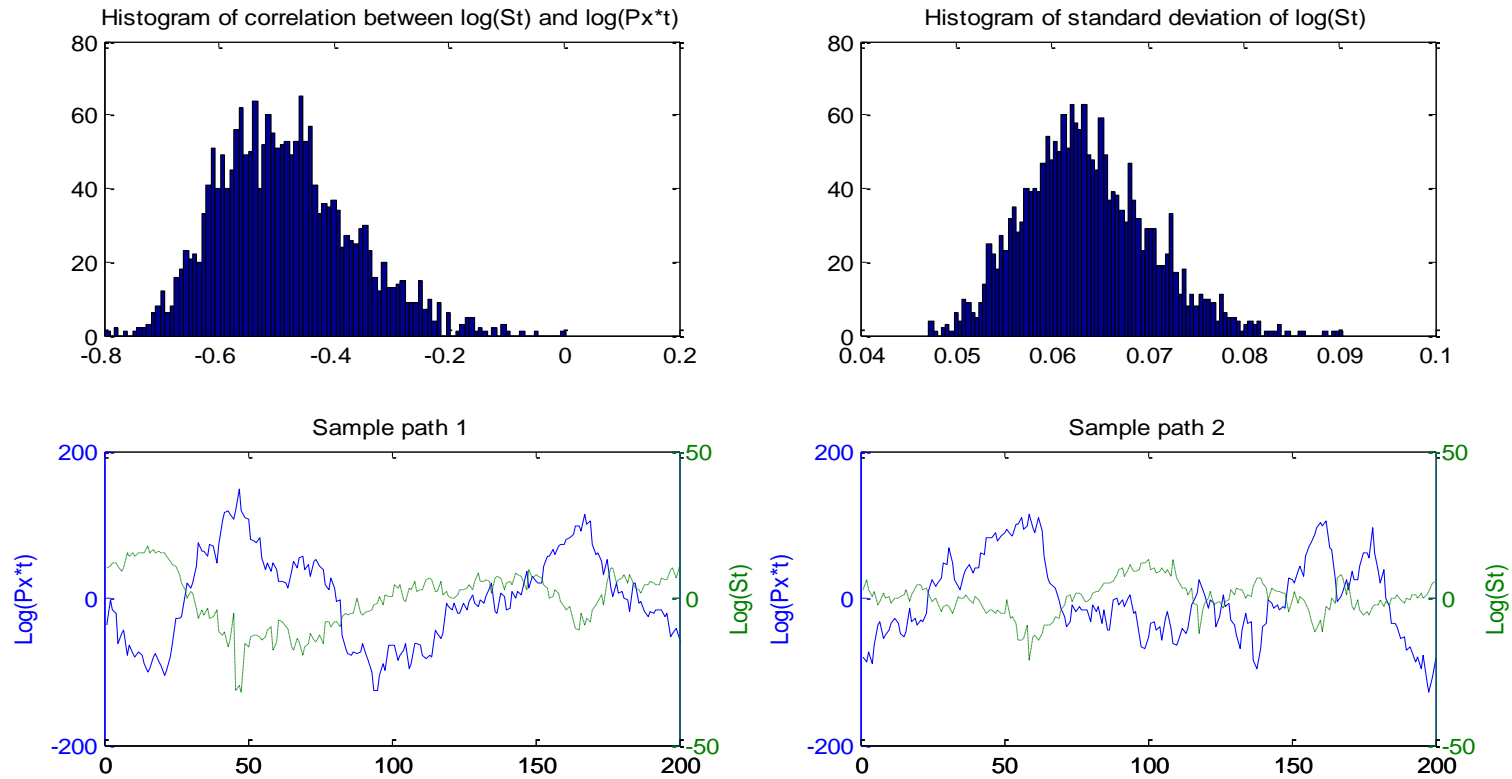 Histogram of correlation between log(St) and log(Px*t)
80
60
40
20
0
-0.8 -0.6 -0.4 -0.2 0 0.2
Histogram of standard deviation of log(St)
80
60
40
20
0
0.04 0.05 0.06 0.07 0.08 0.09 0.1
Sample path 1
200
0
-200
Log(Px*t)
50
0
-50
Log(St)
0 50 100 150 200
Sample path 2
200
0
-200
Log(Px*t)
50
0
-50
Log(St)
0 50 100 150 200